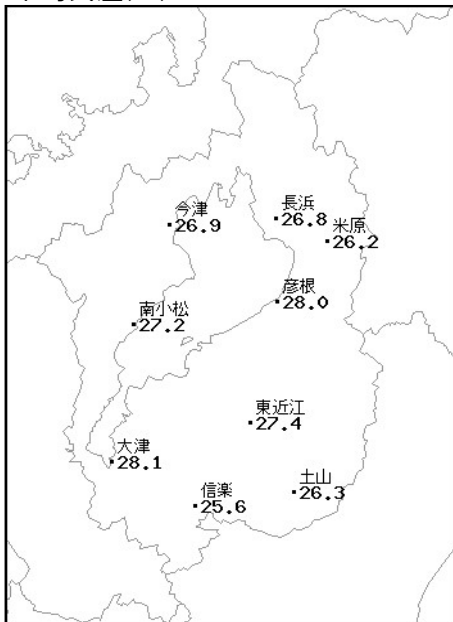 今津
26.9
長浜
26.8
米原
26.2
彦根
28.0
南小松
27.2
東近江
27.4
大津
28.1
土山
26.3
信楽
25.6